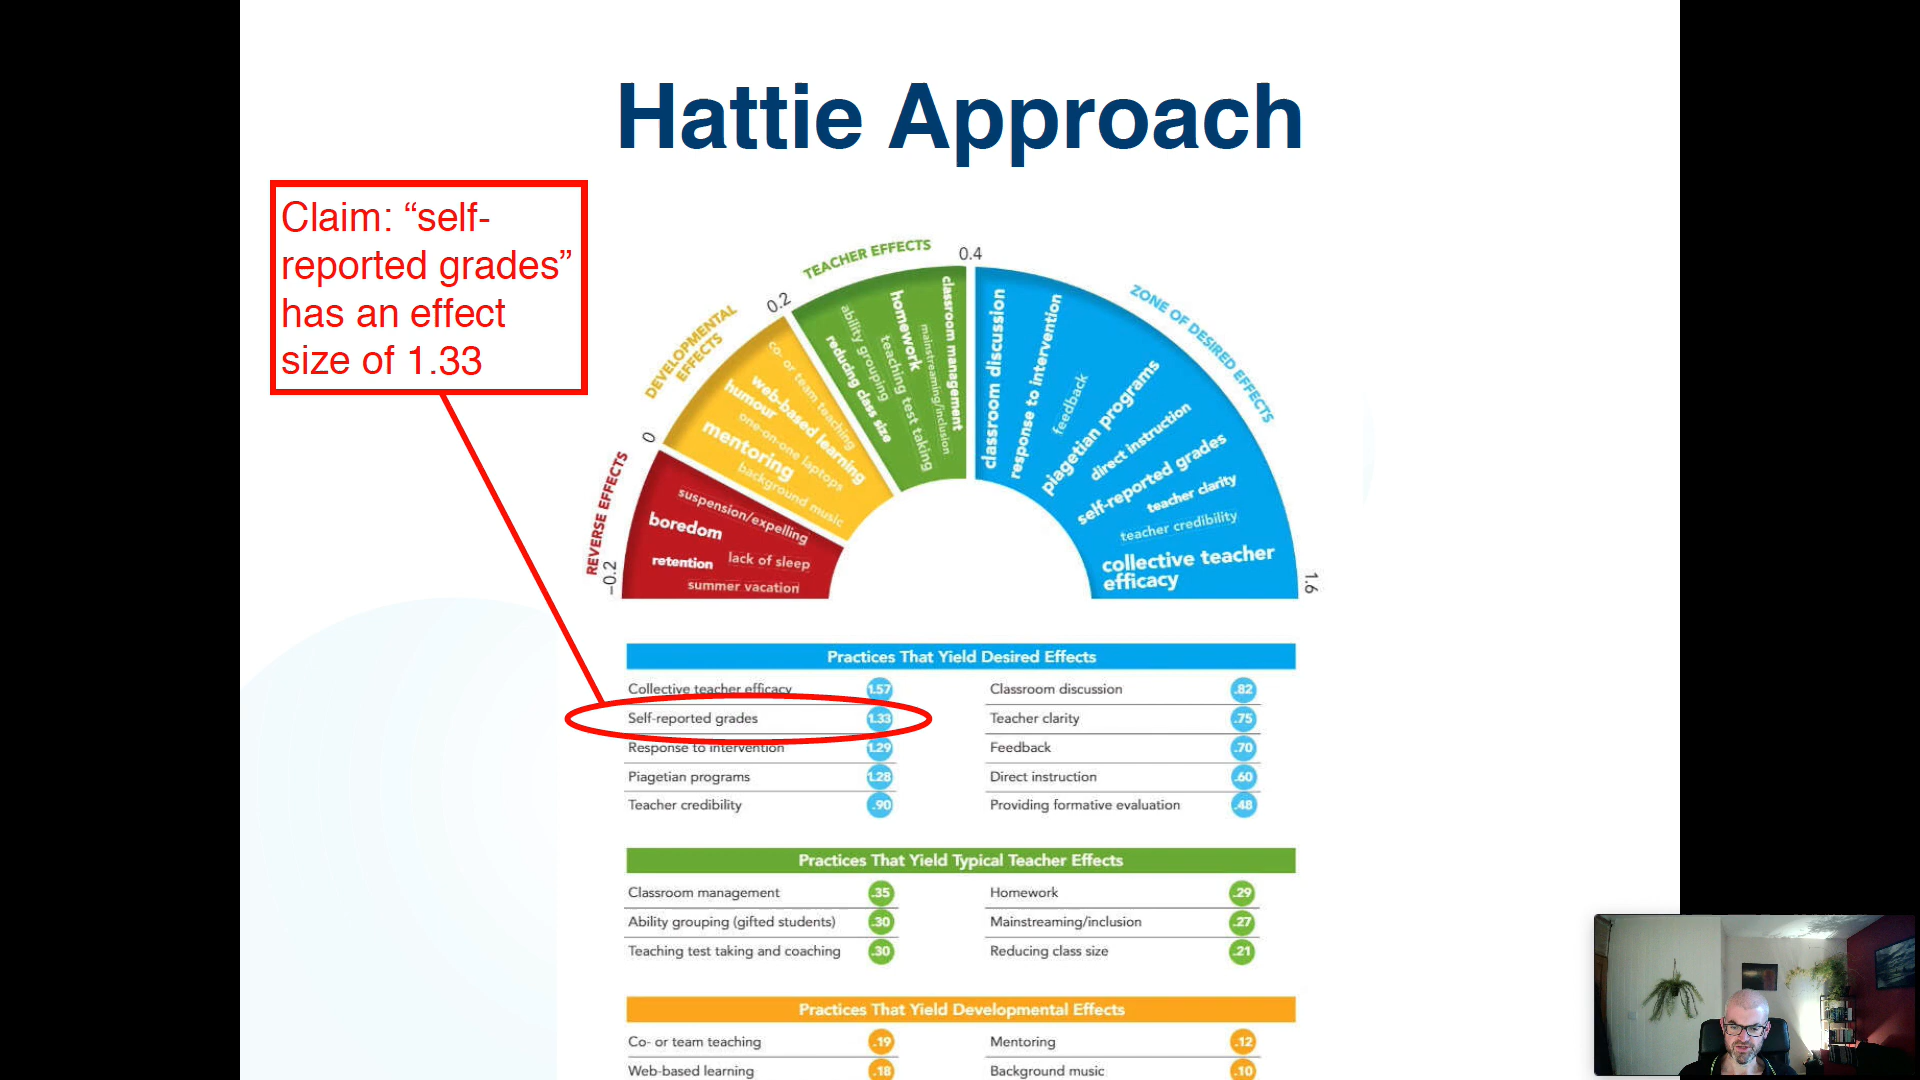 Hattie Approach
Claim: “self-
reported grades”
has an effect
size of 1.33
REVERSE EFFECTS
DEVELOPMENTAL
EFFECTS
TEACHER EFFECTS
ZONE OF DESIRED EFFECTS
−0.2
0
0.2
0.4
1.6
suspension/expelling
boredom
retention
lack of sleep
summer vacation
co- or team teaching
web-based learning
humour
one-on-one laptops
mentoring
background music
ability grouping
reducing class size
homework
teaching test taking
mainstreaming/inclusion
classroom management
classroom discussion
response to intervention
feedback
piagetian programs
direct instruction
self-reported grades
teacher clarity
teacher credibility
collective teacher
efficacy
Practices That Yield Desired Effects
Collective teacher efficacy 1.57
Self-reported grades 1.33
Response to intervention 1.29
Piagetian programs 1.28
Teacher credibility .90
Classroom discussion .82
Teacher clarity .75
Feedback .70
Direct instruction .60
Providing formative evaluation .48
Practices That Yield Typical Teacher Effects
Classroom management .35
Ability grouping (gifted students) .30
Teaching test taking and coaching .30
Homework .29
Mainstreaming/inclusion .27
Reducing class size .21
Practices That Yield Developmental Effects
Co- or team teaching .19
Web-based learning .18
Mentoring .12
Background music .10